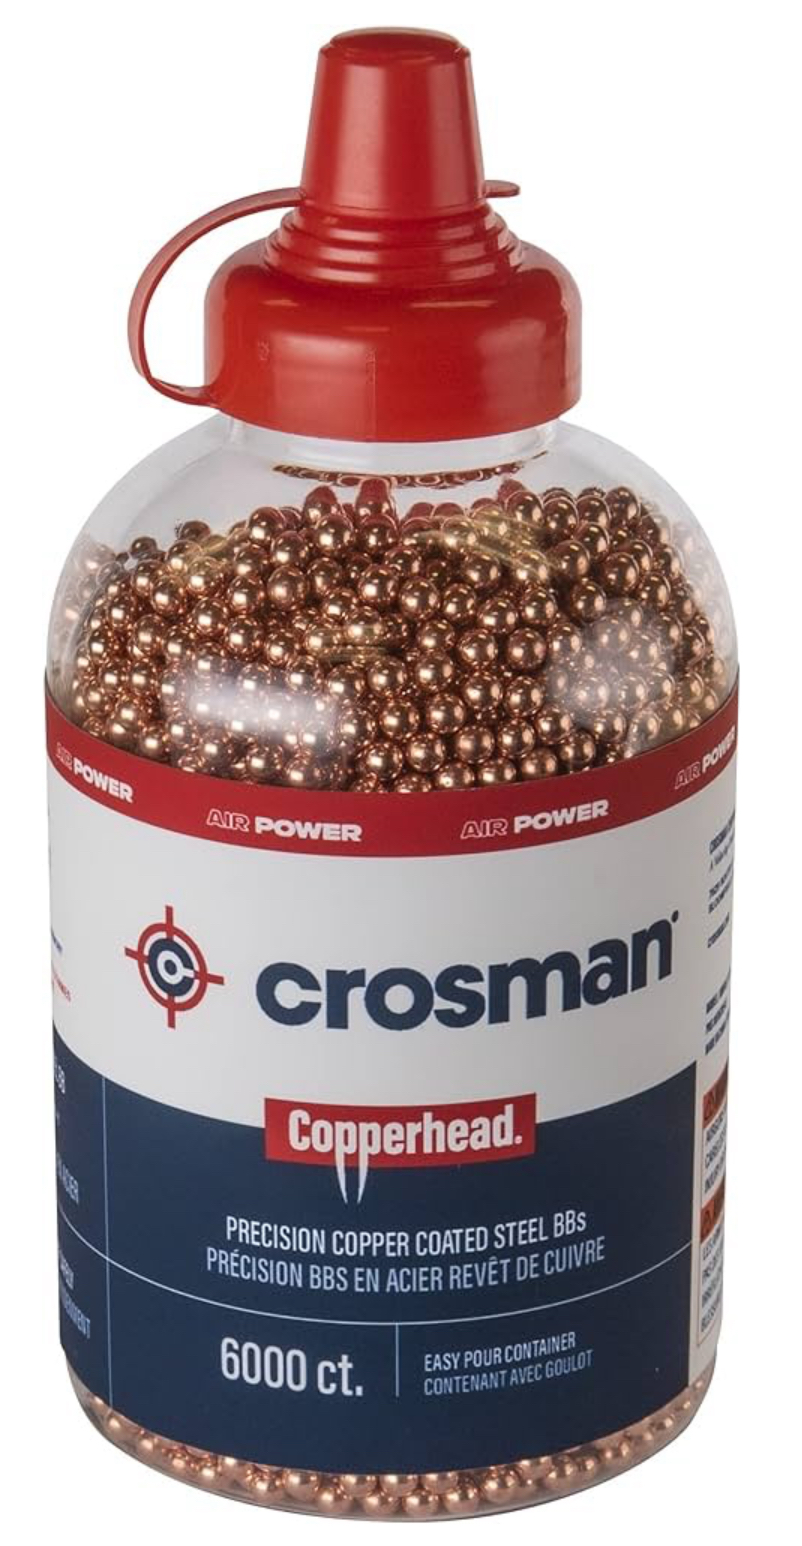 AIR POWER
AIR POWER
AIR POWER
AIR POWER
crosman
Copperhead.
PRECISION COPPER COATED STEEL BBs
PRÉCISION BBS EN ACIER REVÊT DE CUIVRE
6000 ct.
EASY POUR CONTAINER
CONTENANT AVEC GOULOT